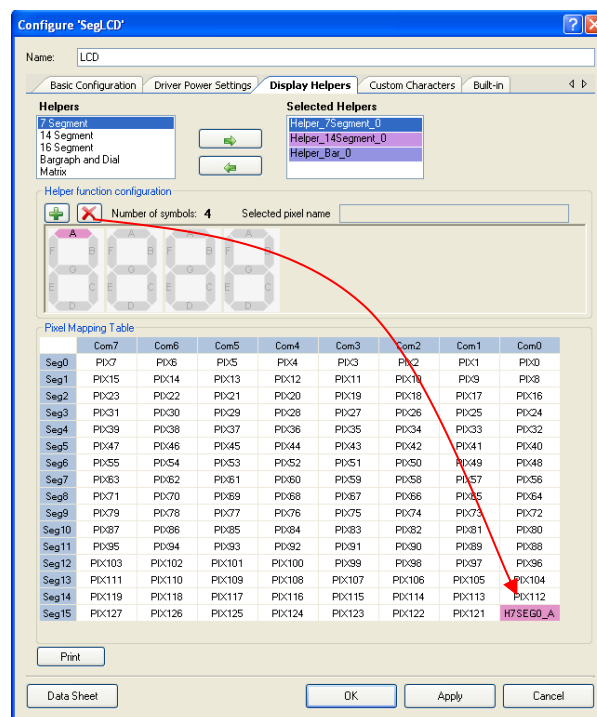 Configure 'SegLCD'
Name: LCD
Basic Configuration Driver Power Settings Display Helpers Custom Characters Built-in
Helpers Selected Helpers
7 Segment Helper_7Segment_0
14 Segment Helper_14Segment_0
16 Segment Helper_Bar_0
Bargraph and Dial
Matrix
Helper function configuration
Number of symbols: 4 Selected pixel name
A A A A
F B F B F B F B
G G G G
E C E C E C E C
D D D D
Pixel Mapping Table
Com7 Com6 Com5 Com4 Com3 Com2 Com1 Com0
Seg0 PIX7 PIX6 PIX5 PIX4 PIX3 PIX2 PIX1 PIX0
Seg1 PIX15 PIX14 PIX13 PIX12 PIX11 PIX10 PIX9 PIX8
Seg2 PIX23 PIX22 PIX21 PIX20 PIX19 PIX18 PIX17 PIX16
Seg3 PIX31 PIX30 PIX29 PIX28 PIX27 PIX26 PIX25 PIX24
Seg4 PIX39 PIX38 PIX37 PIX36 PIX35 PIX34 PIX33 PIX32
Seg5 PIX47 PIX46 PIX45 PIX44 PIX43 PIX42 PIX41 PIX40
Seg6 PIX55 PIX54 PIX53 PIX52 PIX51 PIX50 PIX49 PIX48
Seg7 PIX63 PIX62 PIX61 PIX60 PIX59 PIX58 PIX57 PIX56
Seg8 PIX71 PIX70 PIX69 PIX68 PIX67 PIX66 PIX65 PIX64
Seg9 PIX79 PIX78 PIX77 PIX76 PIX75 PIX74 PIX73 PIX72
Seg10 PIX87 PIX86 PIX85 PIX84 PIX83 PIX82 PIX81 PIX80
Seg11 PIX95 PIX94 PIX93 PIX92 PIX91 PIX90 PIX89 PIX88
Seg12 PIX103 PIX102 PIX101 PIX100 PIX99 PIX98 PIX97 PIX96
Seg13 PIX111 PIX110 PIX109 PIX108 PIX107 PIX106 PIX105 PIX104
Seg14 PIX119 PIX118 PIX117 PIX116 PIX115 PIX114 PIX113 PIX112
Seg15 PIX127 PIX126 PIX125 PIX124 PIX123 PIX122 PIX121 H7SEG0_A
Print
Data Sheet OK Apply Cancel